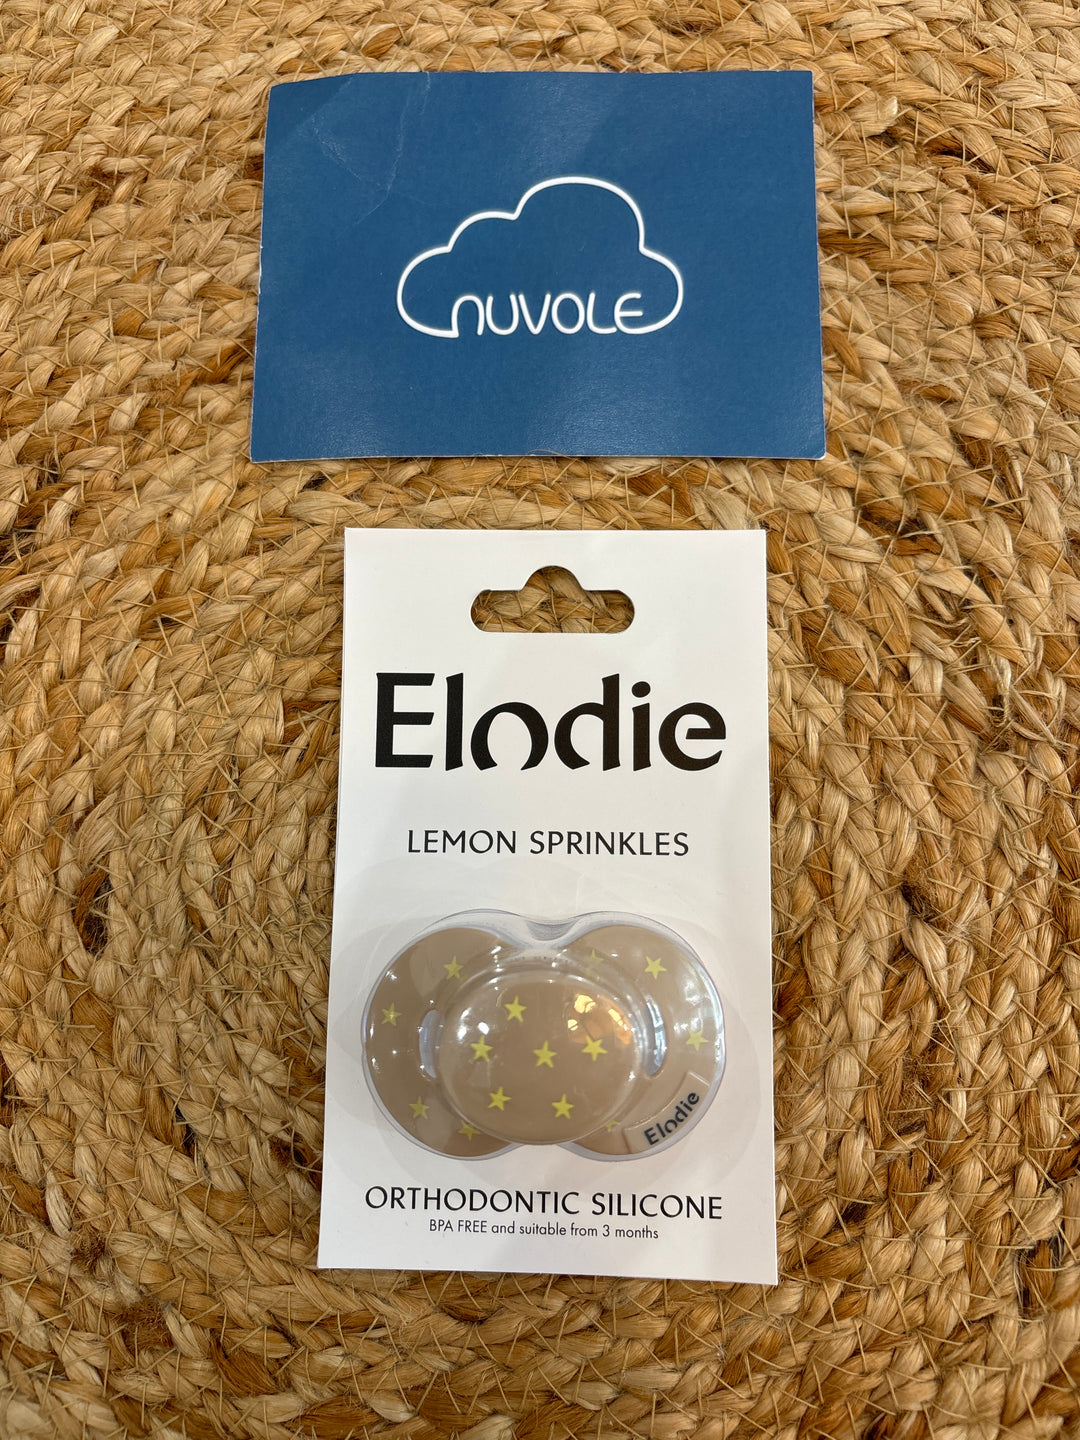 NUVOLE
Elodie
LEMON SPRINKLES
Elodie
ORTHODONTIC SILICONE
BPA FREE and suitable from 3 months